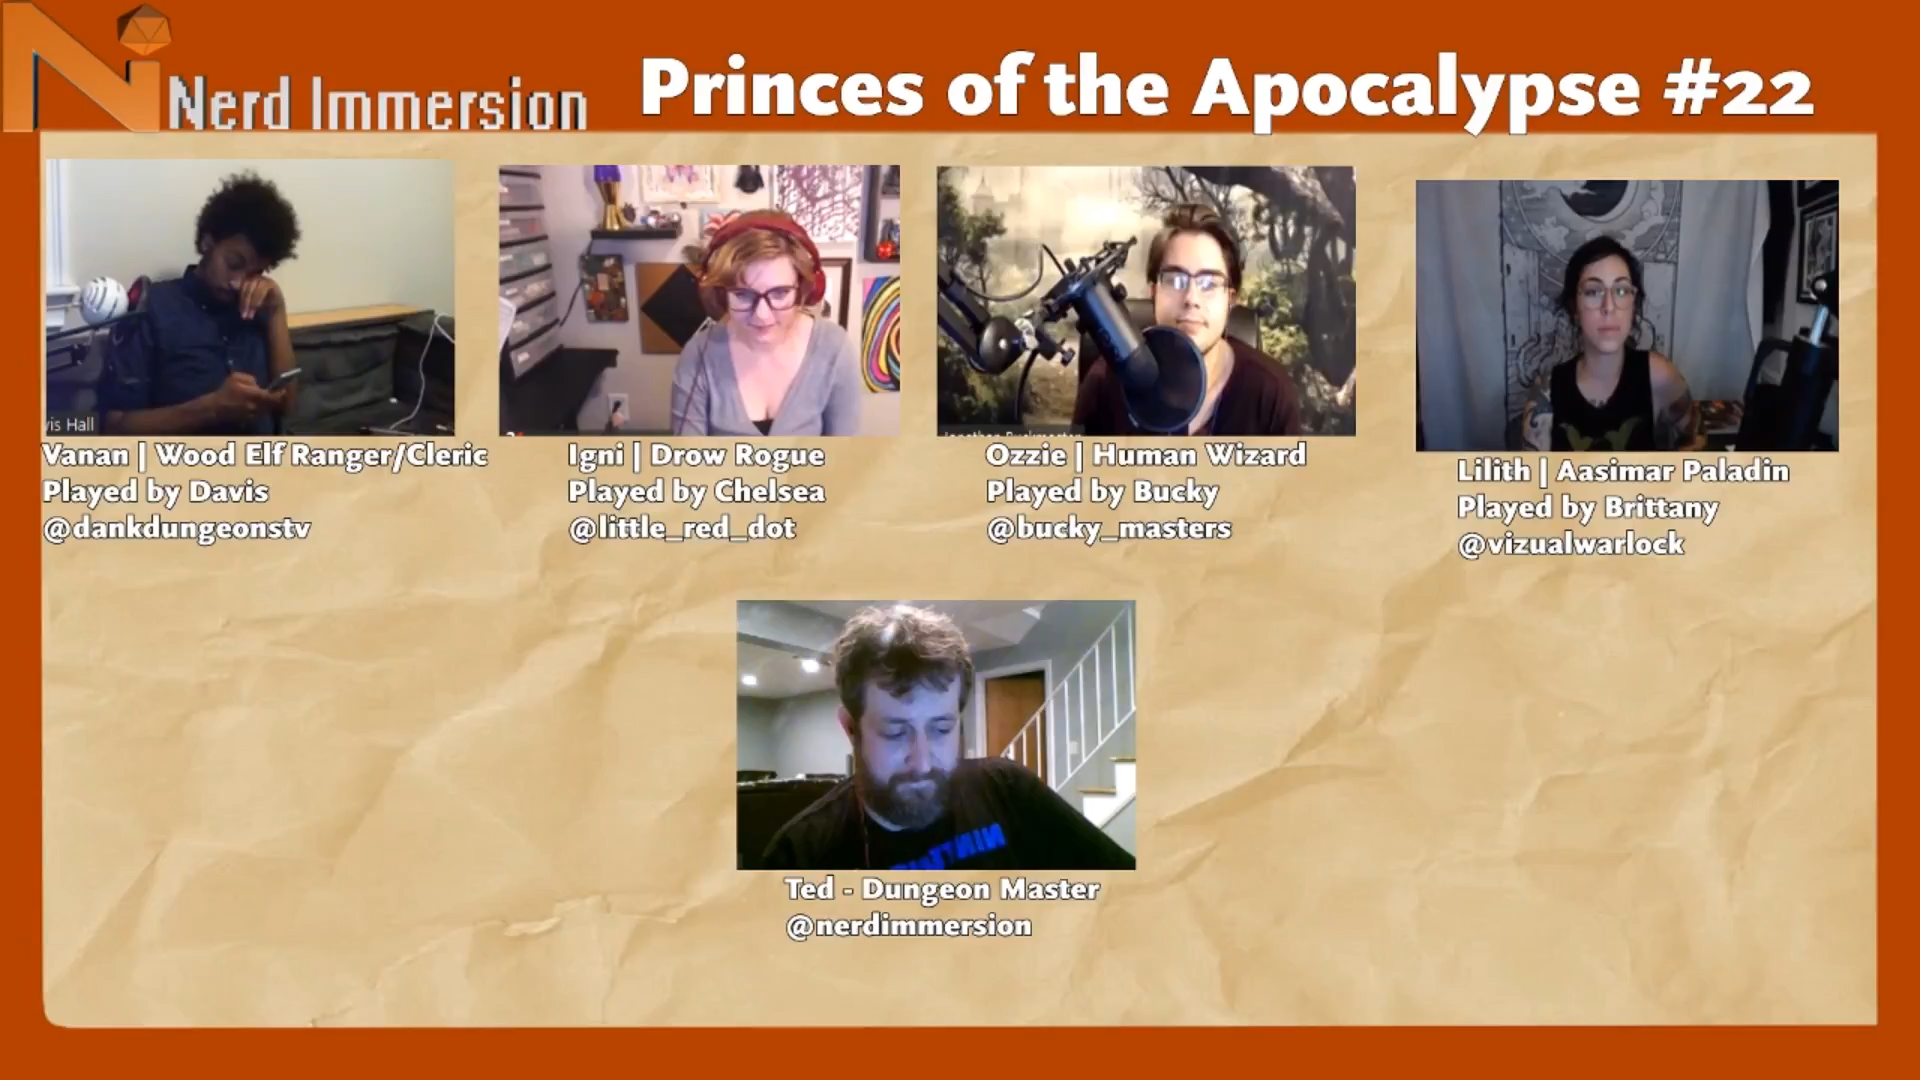 Nerd Immersion
Princes of the Apocalypse #22
vis Hall
Vanan | Wood Elf Ranger/Cleric
Played by Davis
@dankdungeonstv
Igni | Drow Rogue
Played by Chelsea
@little_red_dot
Ozzie | Human Wizard
Played by Bucky
@bucky_masters
Lilith | Aasimar Paladin
Played by Brittany
@vizualwarlock
Ted - Dungeon Master
@nerdimmersion